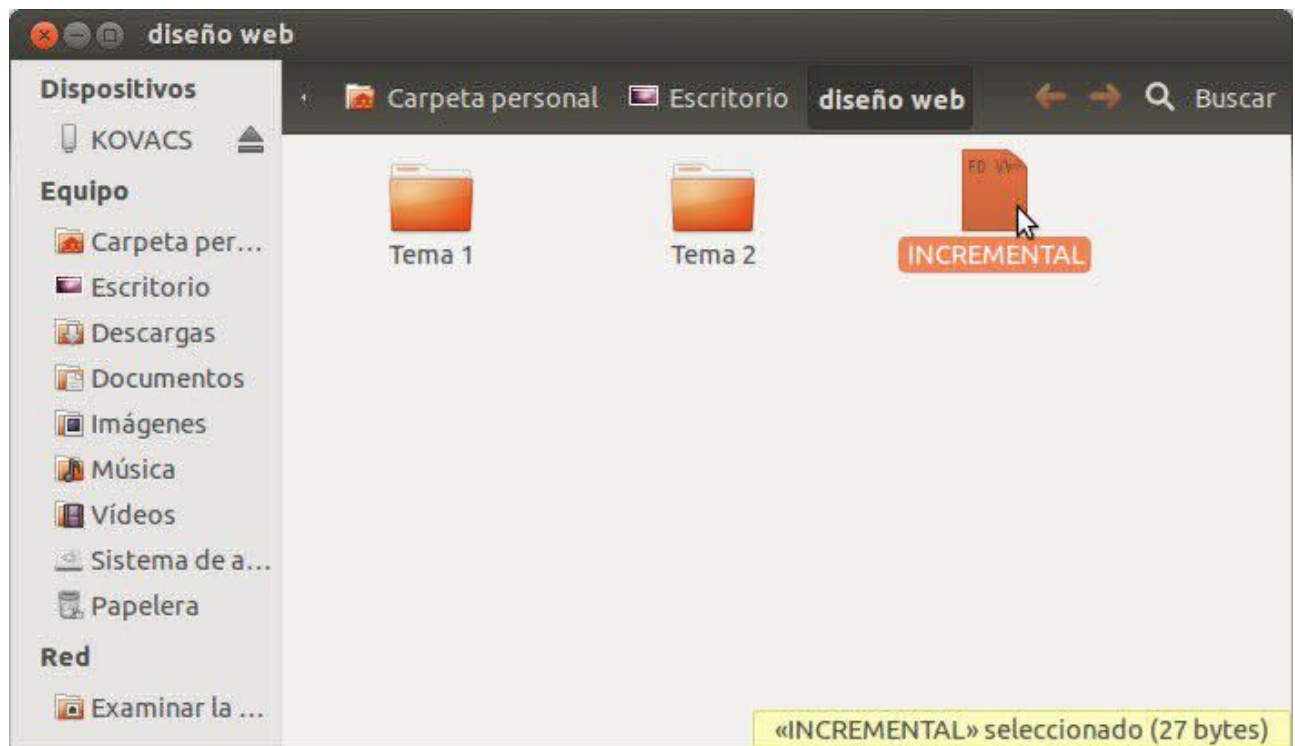 diseño web
Dispositivos
KOVACS
Equipo
Carpeta per...
Escritorio
Descargas
Documentos
Imágenes
Música
Vídeos
Sistema de a...
Papelera
Red
Examinar la ...
Carpeta personal Escritorio diseño web Buscar
Tema 1 Tema 2 INCREMENTAL
«INCREMENTAL» seleccionado (27 bytes)